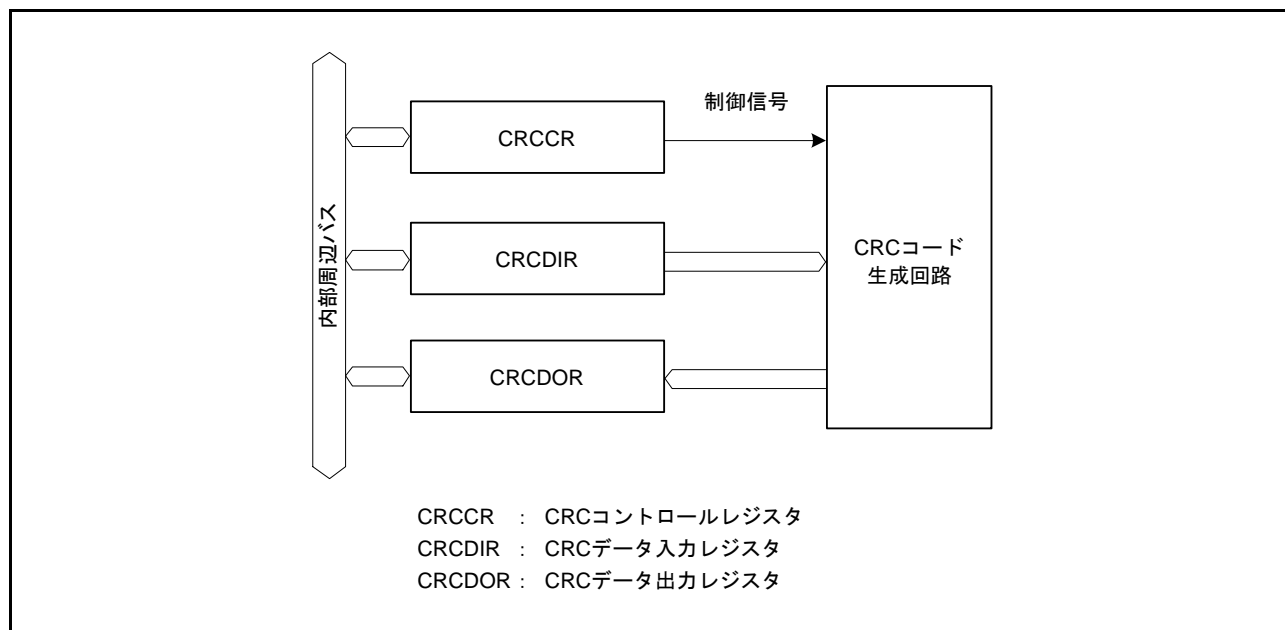 制御信号
CRCCR
CRCDIR
CRCDOR
内部周辺バス
CRCコード
生成回路
CRCCR : CRCコントロールレジスタ
CRCDIR : CRCデータ入力レジスタ
CRCDOR : CRCデータ出力レジスタ